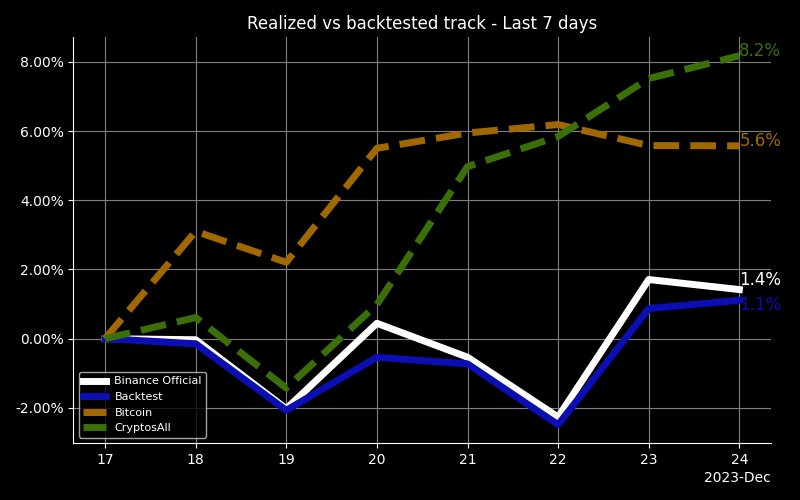 Realized vs backtested track - Last 7 days
8.00%
6.00%
4.00%
2.00%
0.00%
-2.00%
8.2%
5.6%
1.4%
1.1%
Binance Official
Backtest
Bitcoin
CryptosAll
17 18 19 20 21 22 23 24
2023-Dec